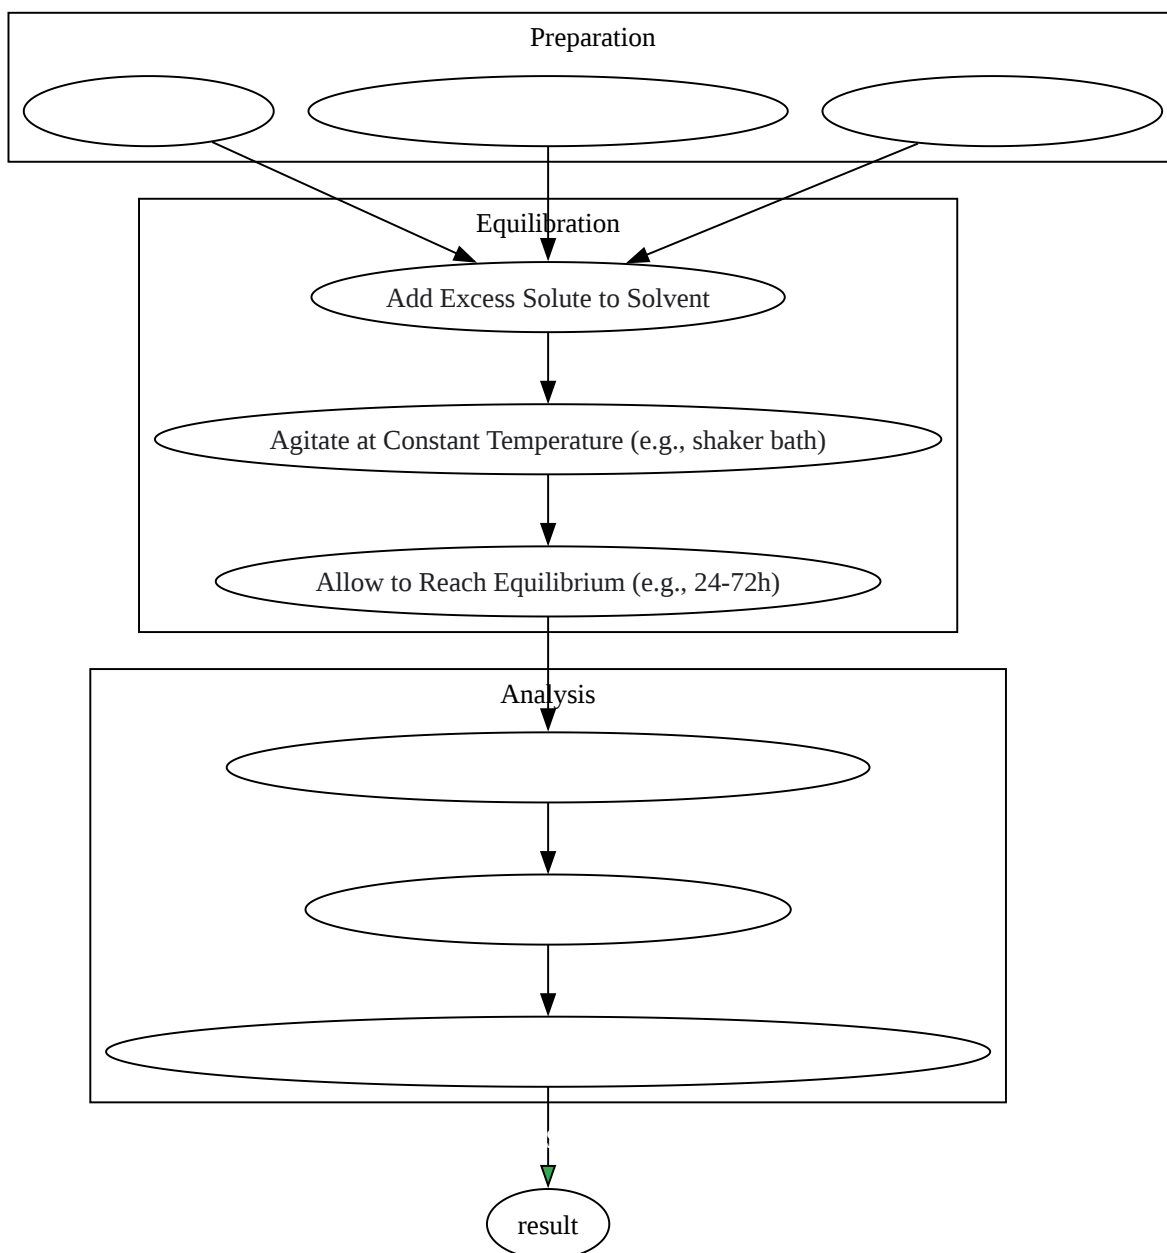 Preparation
Equilibration
Add Excess Solute to Solvent
Agitate at Constant Temperature (e.g., shaker bath)
Allow to Reach Equilibrium (e.g., 24-72h)
Analysis
result